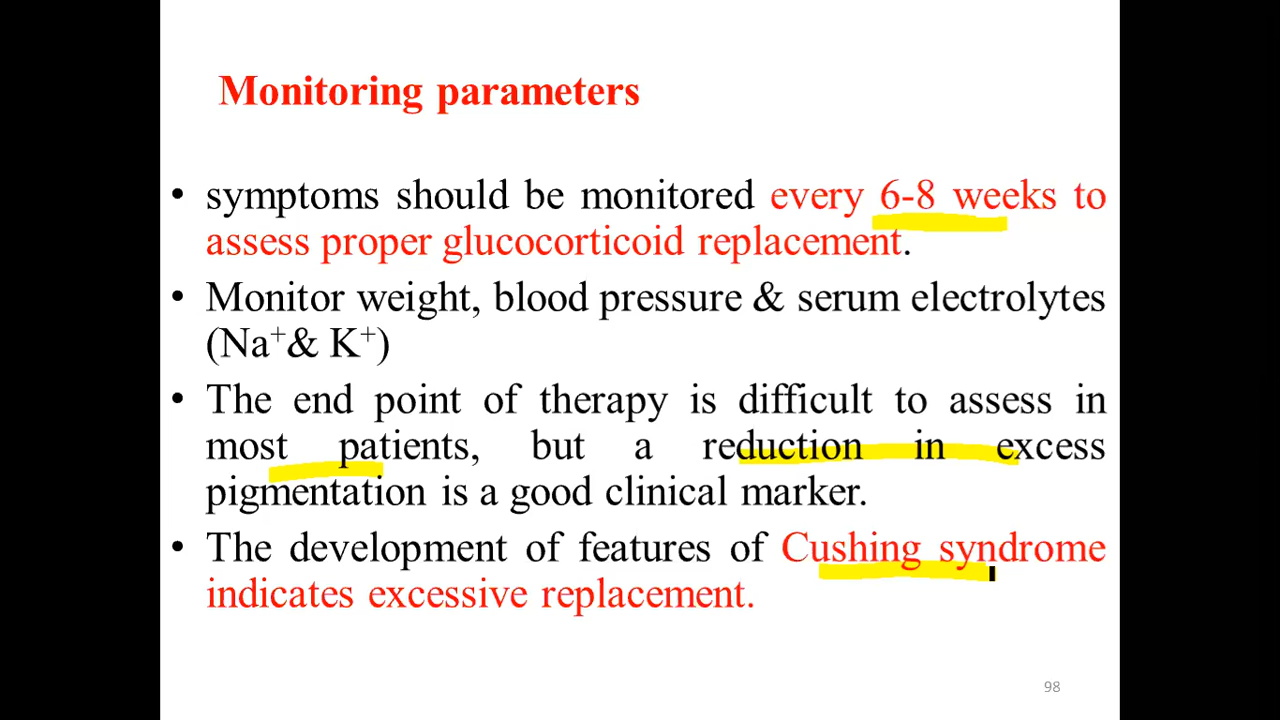 Monitoring parameters
• symptoms should be monitored every 6-8 weeks to
assess proper glucocorticoid replacement.
• Monitor weight, blood pressure & serum electrolytes
(Na⁺& K⁺)
• The end point of therapy is difficult to assess in
most patients, but a reduction in excess
pigmentation is a good clinical marker.
• The development of features of Cushing syndrome
indicates excessive replacement.
98